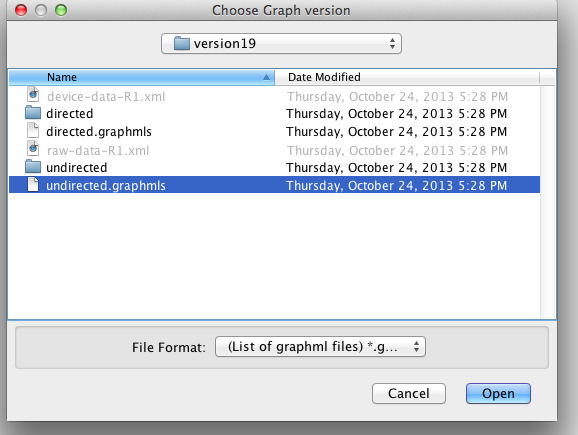 Choose Graph version
version19
Name Date Modified
device-data-R1.xml Thursday, October 24, 2013 5:28 PM
directed Thursday, October 24, 2013 5:28 PM
directed.graphmls Thursday, October 24, 2013 5:28 PM
raw-data-R1.xml Thursday, October 24, 2013 5:28 PM
undirected Thursday, October 24, 2013 5:28 PM
undirected.graphmls Thursday, October 24, 2013 5:28 PM
File Format: (List of graphml files) *.g...
Cancel Open